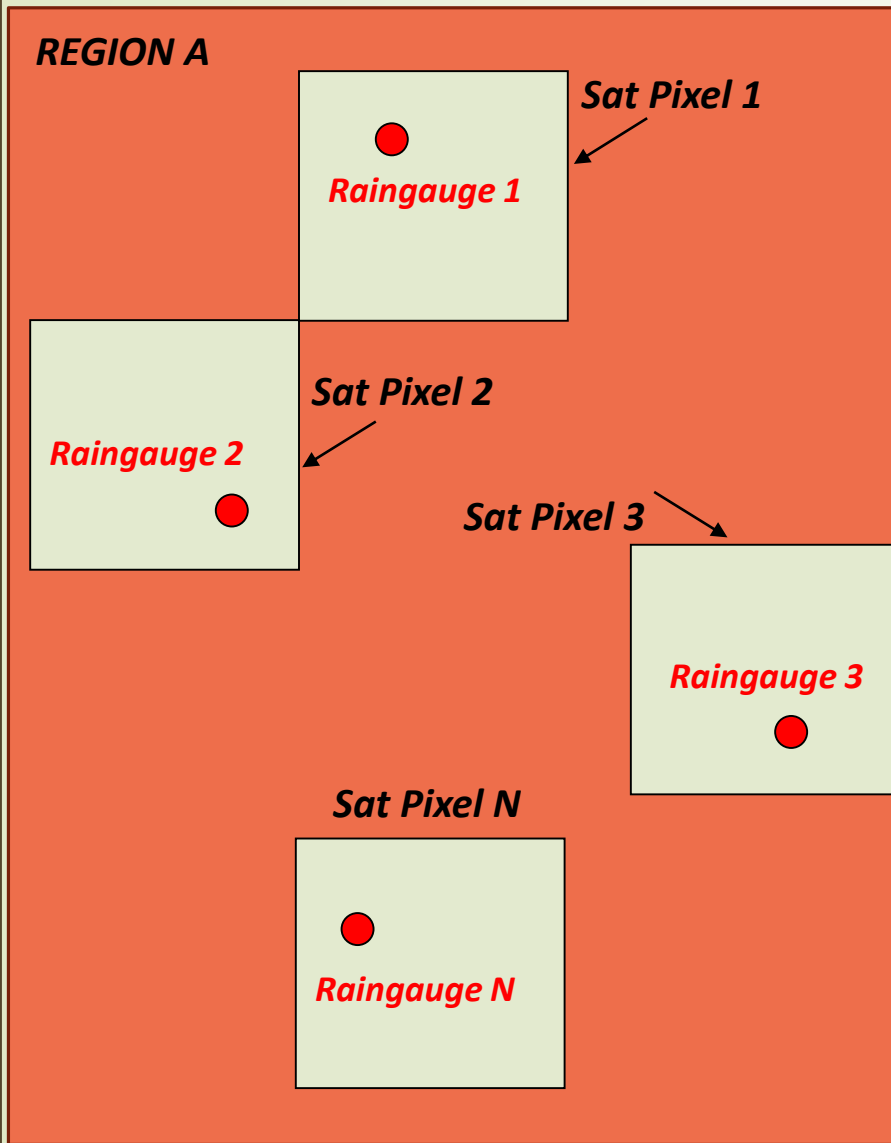 REGION A
Sat Pixel 1
Raingauge 1
Sat Pixel 2
Raingauge 2
Sat Pixel 3
Raingauge 3
Sat Pixel N
Raingauge N